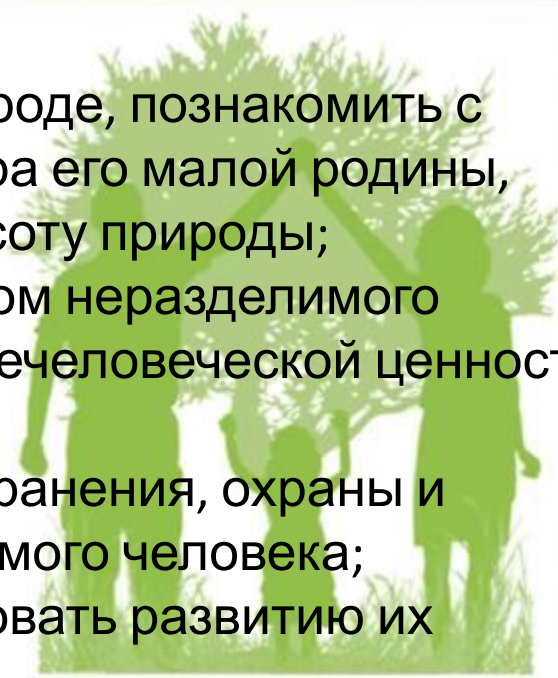 роде, познакомить с
ра его малой родины,
соту природы;
ом неразделимого
ечеловеческой ценност
ранения, охраны и
мого человека;
овать развитию их